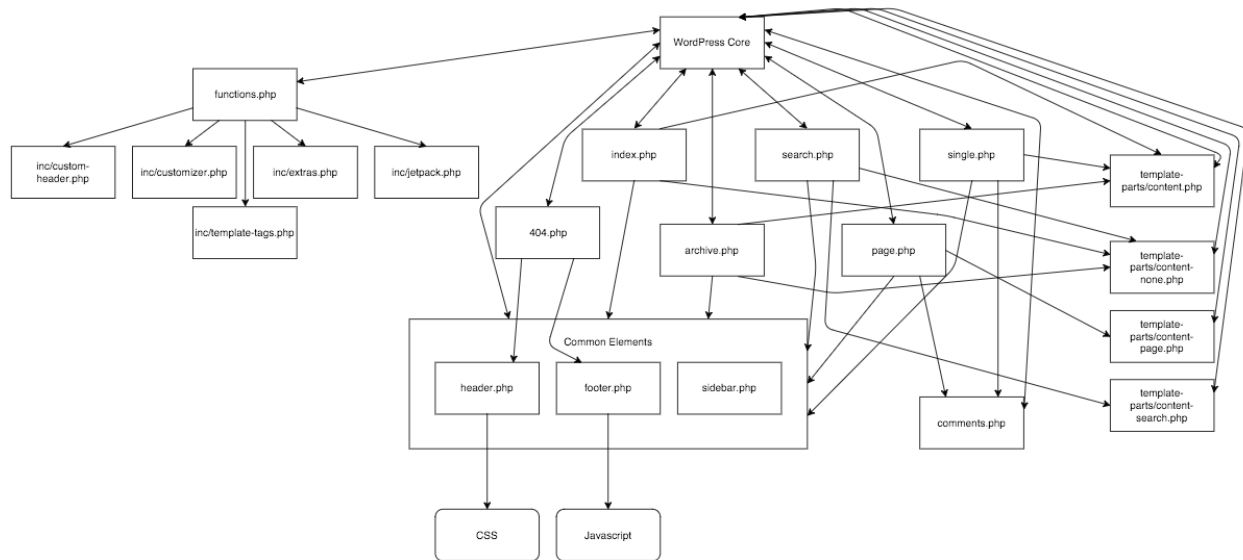 WordPress Core
functions.php
inc/custom-
header.php
inc/customizer.php
inc/extras.php
inc/jetpack.php
inc/template-tags.php
index.php
search.php
single.php
template-
parts/content.php
404.php
archive.php
page.php
template-
parts/content-
none.php
template-
parts/content-
page.php
Common Elements
header.php
footer.php
sidebar.php
template-
parts/content-
search.php
comments.php
CSS
Javascript